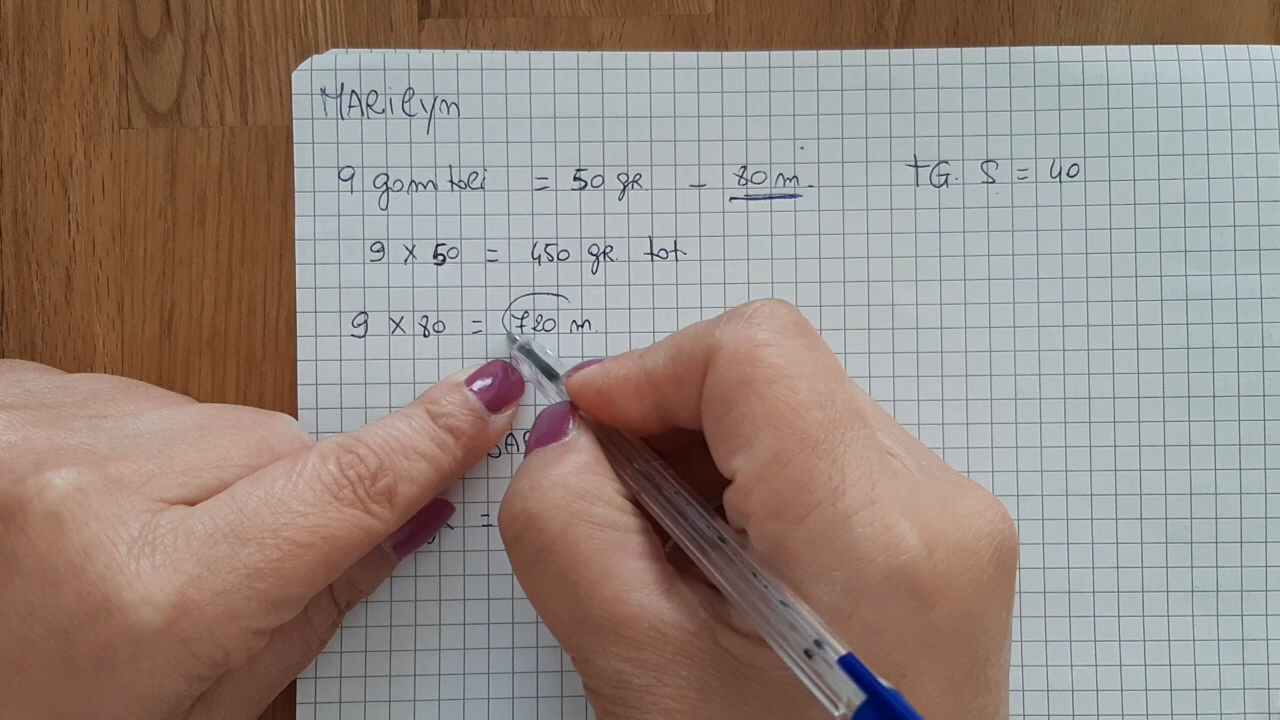 MARilyn
9 gomitoli = 50 gR. - 80 m. TG. S = 40
9 x 50 = 450 gR. tot
9 x 80 = 720 m.
=